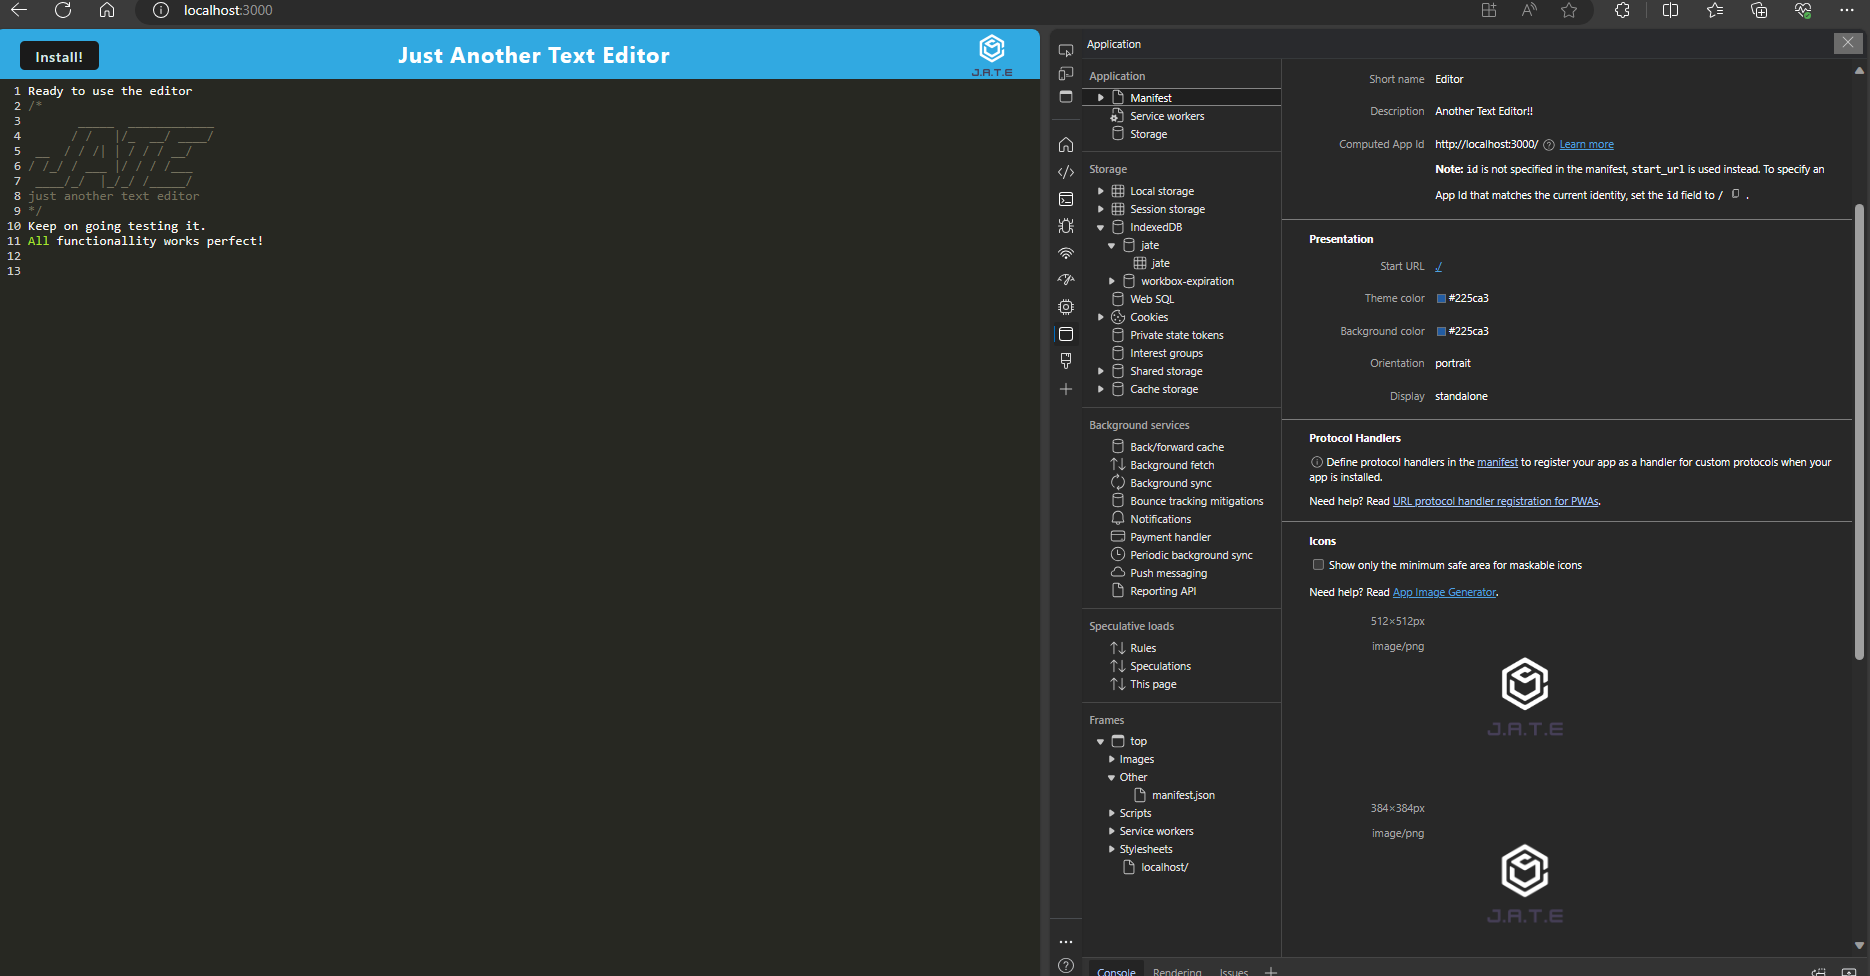 localhost:3000
Install!
Just Another Text Editor
J.A.T.E
1 Ready to use the editor
2 /*
3      _____  ____________
4       / /   |/_  __/ ____/
5  __  / / /| | / / / __/
6 / /_/ / ___ |/ / / /___
7  ____/_/  |_/_/ /_____/
8 just another text editor
9 */
10 Keep on going testing it.
11 All functionallity works perfect!
12
13
Application
Application
Manifest
Service workers
Storage
Storage
Local storage
Session storage
IndexedDB
jate
jate
workbox-expiration
Web SQL
Cookies
Private state tokens
Interest groups
Shared storage
Cache storage
Background services
Back/forward cache
Background fetch
Background sync
Bounce tracking mitigations
Notifications
Payment handler
Periodic background sync
Push messaging
Reporting API
Speculative loads
Rules
Speculations
This page
Frames
top
Images
Other
manifest.json
Scripts
Service workers
Stylesheets
localhost/
Short name Editor
Description Another Text Editor!!
Computed App Id http://localhost:3000/ Learn more
Note: id is not specified in the manifest, start_url is used instead. To specify an
App Id that matches the current identity, set the id field to / .
Presentation
Start URL ./
Theme color #225ca3
Background color #225ca3
Orientation portrait
Display standalone
Protocol Handlers
Define protocol handlers in the manifest to register your app as a handler for custom protocols when your
app is installed.
Need help? Read URL protocol handler registration for PWAs.
Icons
Show only the minimum safe area for maskable icons
Need help? Read App Image Generator.
512×512px
image/png
J.A.T.E
384×384px
image/png
J.A.T.E
Console Rendering Issues